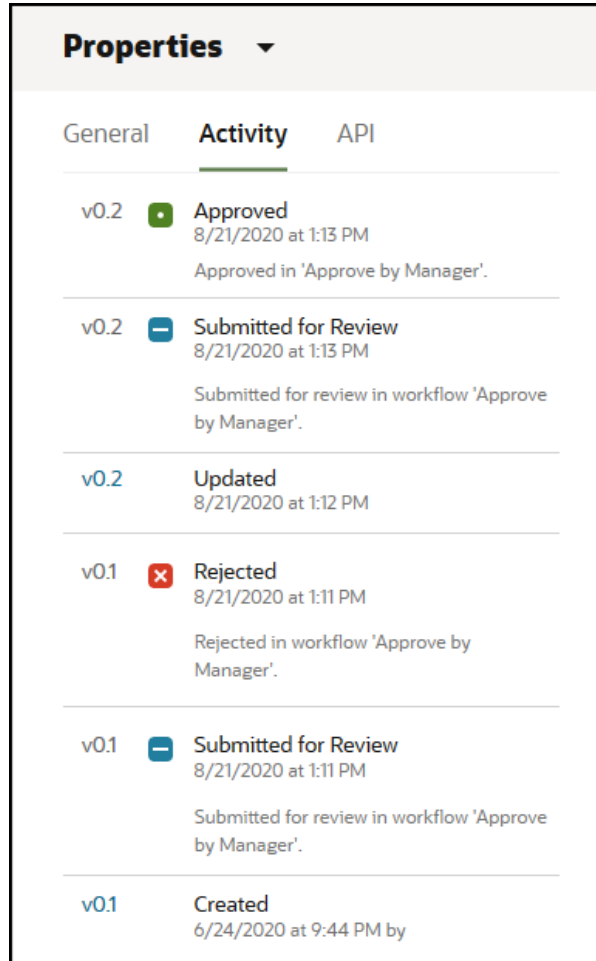 Properties
General Activity API
v0.2 Approved
8/21/2020 at 1:13 PM
Approved in 'Approve by Manager'.
v0.2 Submitted for Review
8/21/2020 at 1:13 PM
Submitted for review in workflow 'Approve
by Manager'.
v0.2 Updated
8/21/2020 at 1:12 PM
v0.1 Rejected
8/21/2020 at 1:11 PM
Rejected in workflow 'Approve by
Manager'.
v0.1 Submitted for Review
8/21/2020 at 1:11 PM
Submitted for review in workflow 'Approve
by Manager'.
v0.1 Created
6/24/2020 at 9:44 PM by